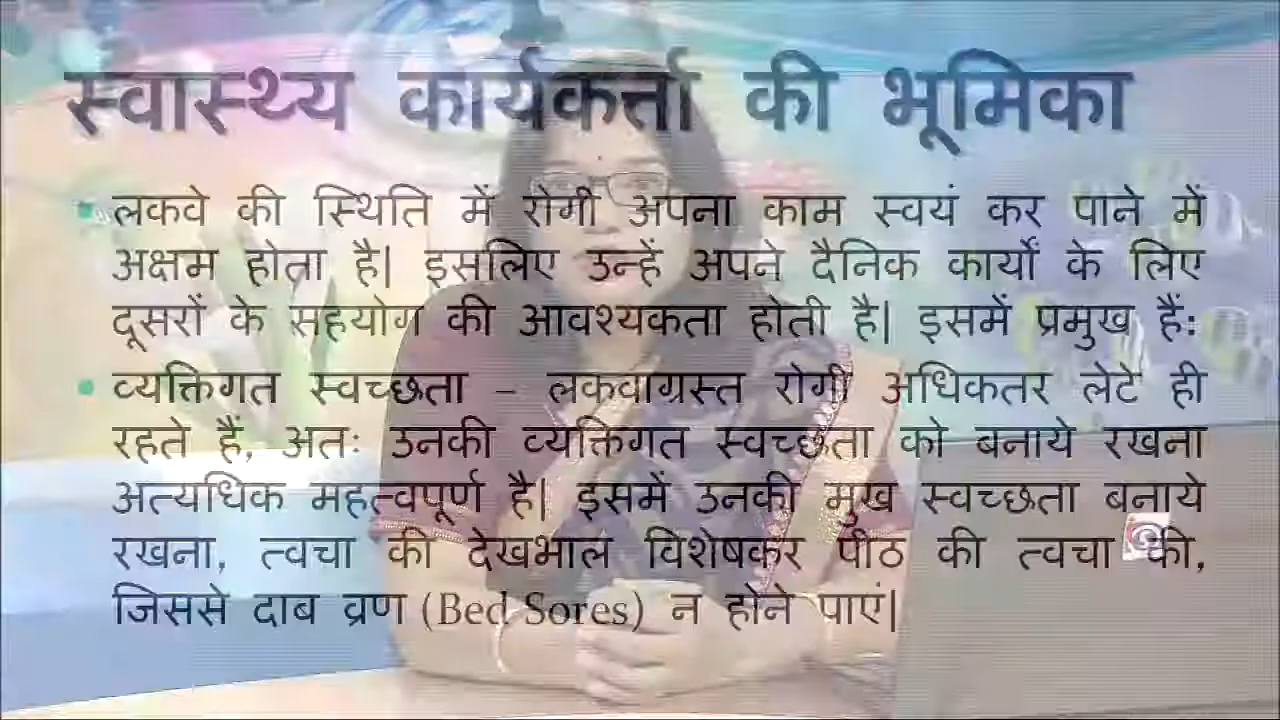 स्वास्थ्य कार्यकर्त्ता की भूमिका
लकवे की स्थिति में रोगी अपना काम स्वयं कर पाने में
अक्षम होता है| इसलिए उन्हें अपने दैनिक कार्यों के लिए
दूसरों के सहयोग की आवश्यकता होती है| इसमें प्रमुख हैं:
व्यक्तिगत स्वच्छता – लकवाग्रस्त रोगी अधिकतर लेटे ही
रहते हैं, अतः उनकी व्यक्तिगत स्वच्छता को बनाये रखना
अत्यधिक महत्वपूर्ण है| इसमें उनकी मुख स्वच्छता बनाये
रखना, त्वचा की देखभाल विशेषकर पीठ की त्वचा की,
जिससे दाब व्रण (Bed Sores) न होने पाएं|